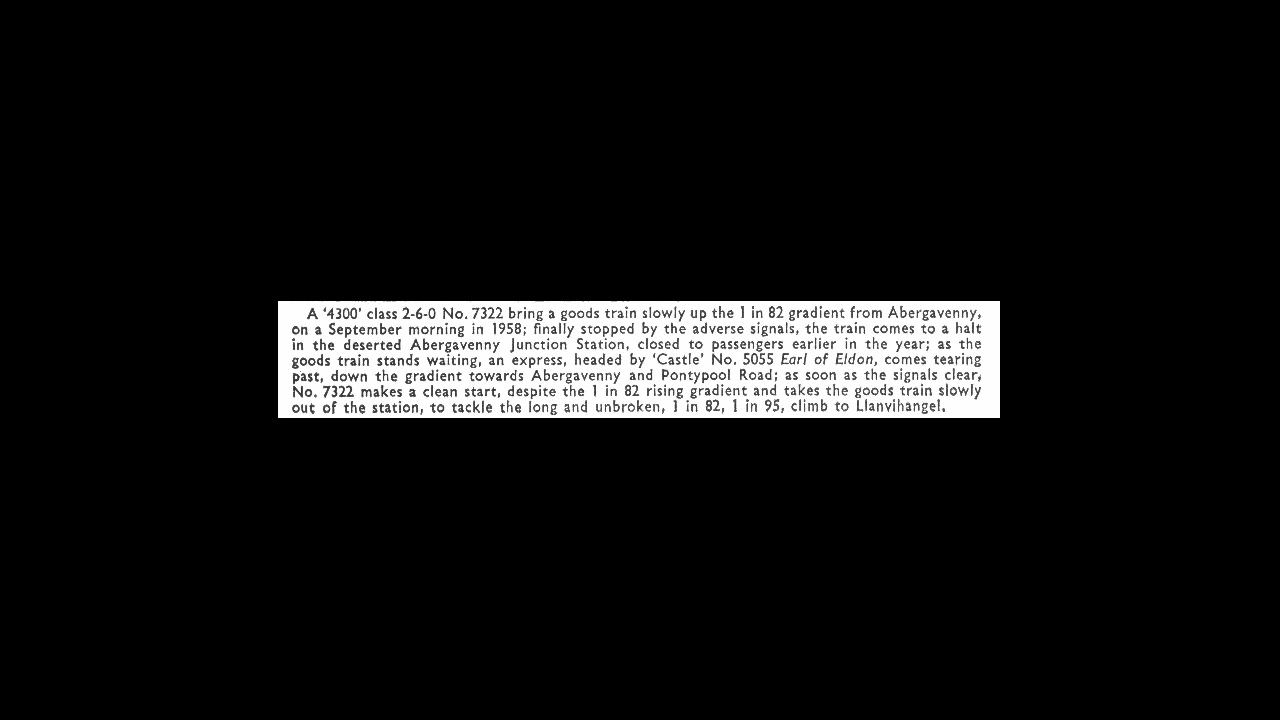 A '4300' class 2-6-0 No. 7322 bring a goods train slowly up the 1 in 82 gradient from Abergavenny,
on a September morning in 1958; finally stopped by the adverse signals, the train comes to a halt
in the deserted Abergavenny Junction Station, closed to passengers earlier in the year; as the
goods train stands waiting, an express, headed by 'Castle' No. 5055 Earl of Eldon, comes tearing
past, down the gradient towards Abergavenny and Pontypool Road; as soon as the signals clear,
No. 7322 makes a clean start, despite the 1 in 82 rising gradient and takes the goods train slowly
out of the station, to tackle the long and unbroken, 1 in 82, 1 in 95, climb to Llanvihangel.